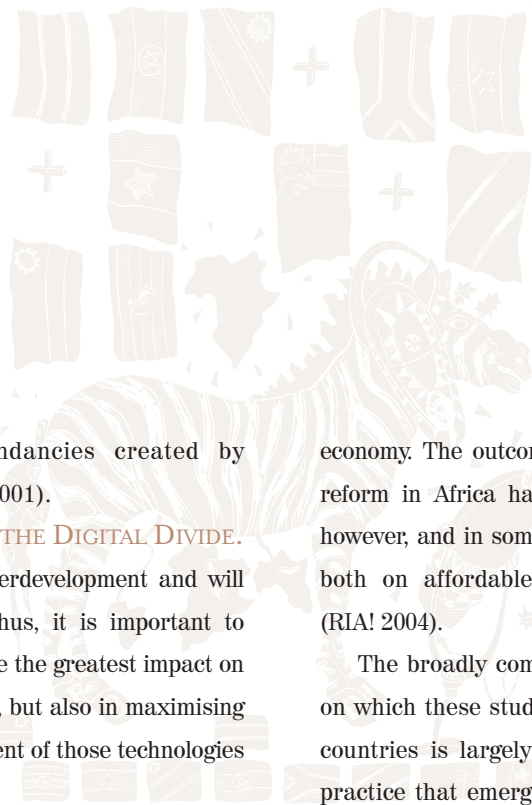 ndancies created by
001).
THE DIGITAL DIVIDE.
erdevelopment and will
hus, it is important to
e the greatest impact on
, but also in maximising
ent of those technologies
economy. The outcor
reform in Africa ha
however, and in som
both on affordable
(RIA! 2004).
The broadly com
on which these stud
countries is largely
practice that emerg